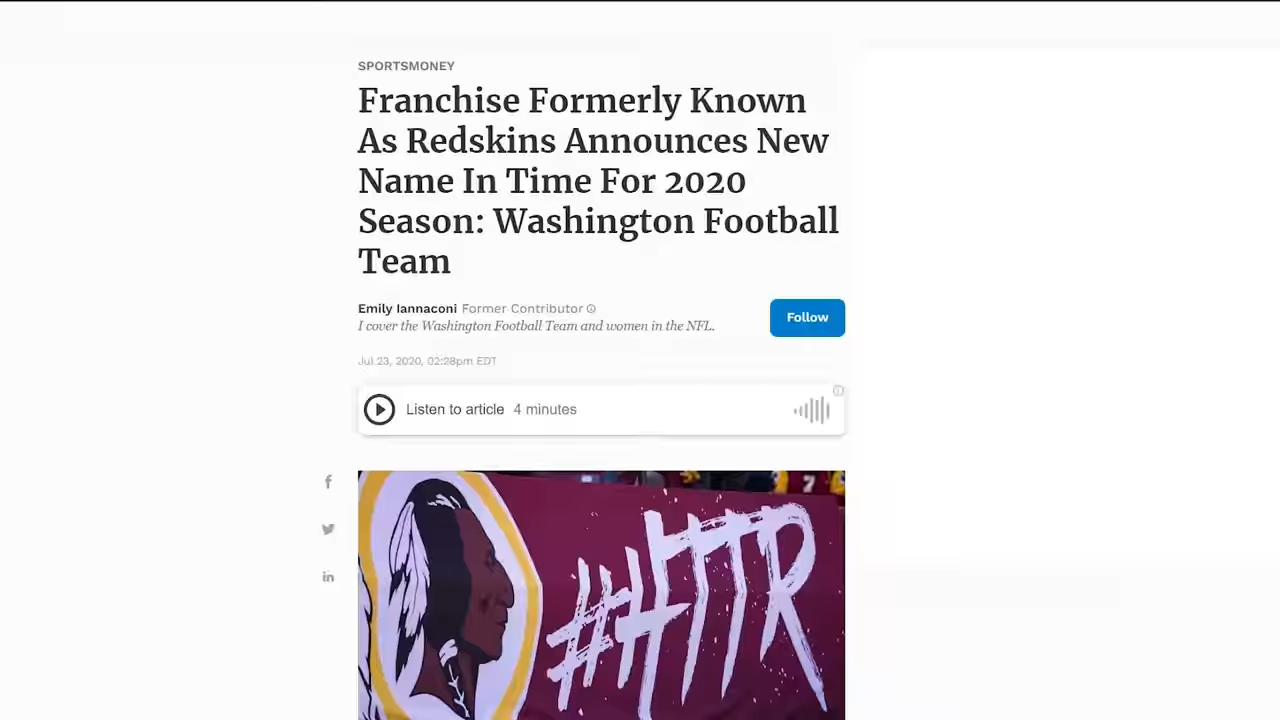 SPORTSMONEY
Franchise Formerly Known
As Redskins Announces New
Name In Time For 2020
Season: Washington Football
Team
Emily Iannaconi Former Contributor
I cover the Washington Football Team and women in the NFL.
Follow
Jul 23, 2020, 02:28pm EDT
Listen to article 4 minutes
7
#HTTR